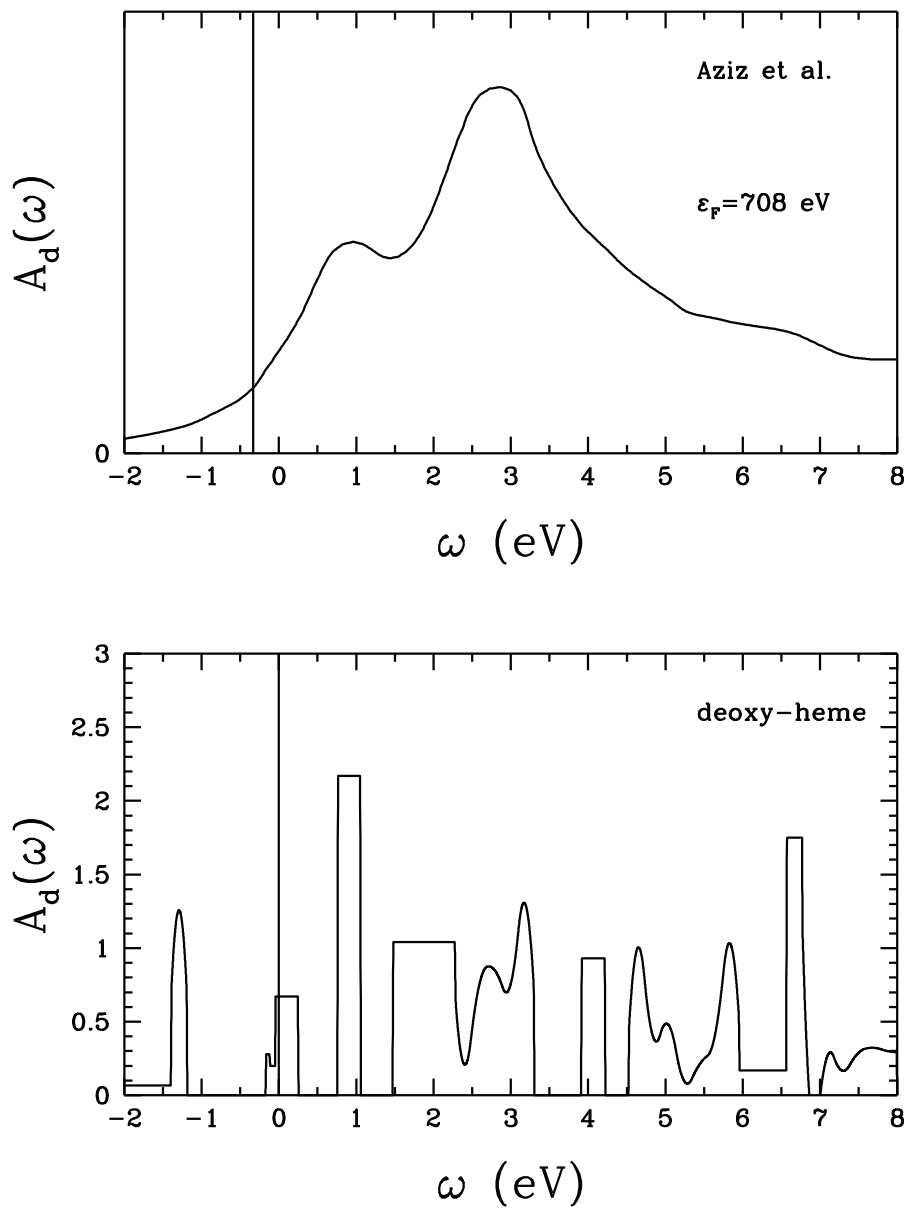 Aziz et al.
ε_F=708 eV
A_d(ω)
0
−2 −1 0 1 2 3 4 5 6 7 8
ω (eV)
3
deoxy−heme
2.5
2
A_d(ω)
1.5
1
0.5
0
−2 −1 0 1 2 3 4 5 6 7 8
ω (eV)